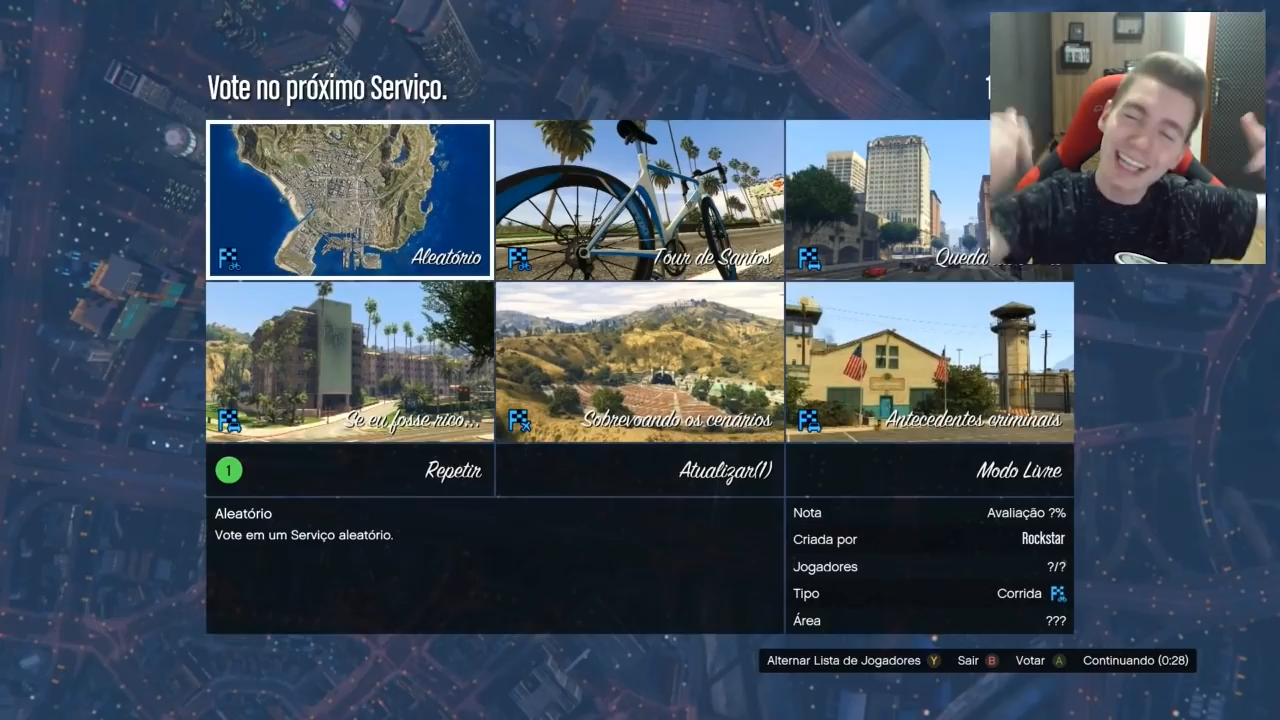 Vote no próximo Serviço.
Aleatório
Tour de Santos
Queda
Se eu fosse rico...
Sobrevoando os cenários
Antecedentes criminais
1
Repetir
Atualizar(1)
Modo Livre
Aleatório
Vote em um Serviço aleatório.
Nota Avaliação ?%
Criada por Rockstar
Jogadores ?/?
Tipo Corrida
Área ???
Alternar Lista de Jogadores Y Sair B Votar A Continuando (0:28)